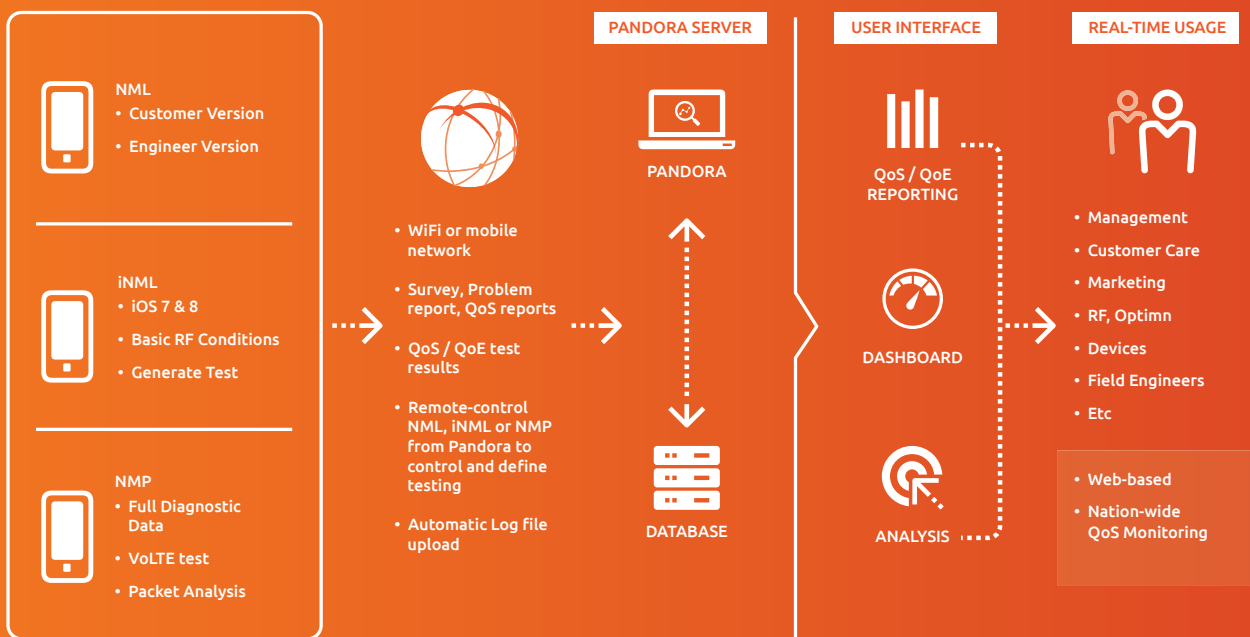 PANDORA SERVER
USER INTERFACE
REAL-TIME USAGE
NML
• Customer Version
• Engineer Version
iNML
• iOS 7 & 8
• Basic RF Conditions
• Generate Test
NMP
• Full Diagnostic
Data
• VoLTE test
• Packet Analysis
• WiFi or mobile
network
• Survey, Problem
report, QoS reports
• QoS / QoE test
results
• Remote-control
NML, iNML or NMP
from Pandora to
control and define
testing
• Automatic Log file
upload
PANDORA
DATABASE
QoS / QoE
REPORTING
DASHBOARD
ANALYSIS
• Management
• Customer Care
• Marketing
• RF, Optimn
• Devices
• Field Engineers
• Etc
• Web-based
• Nation-wide
QoS Monitoring